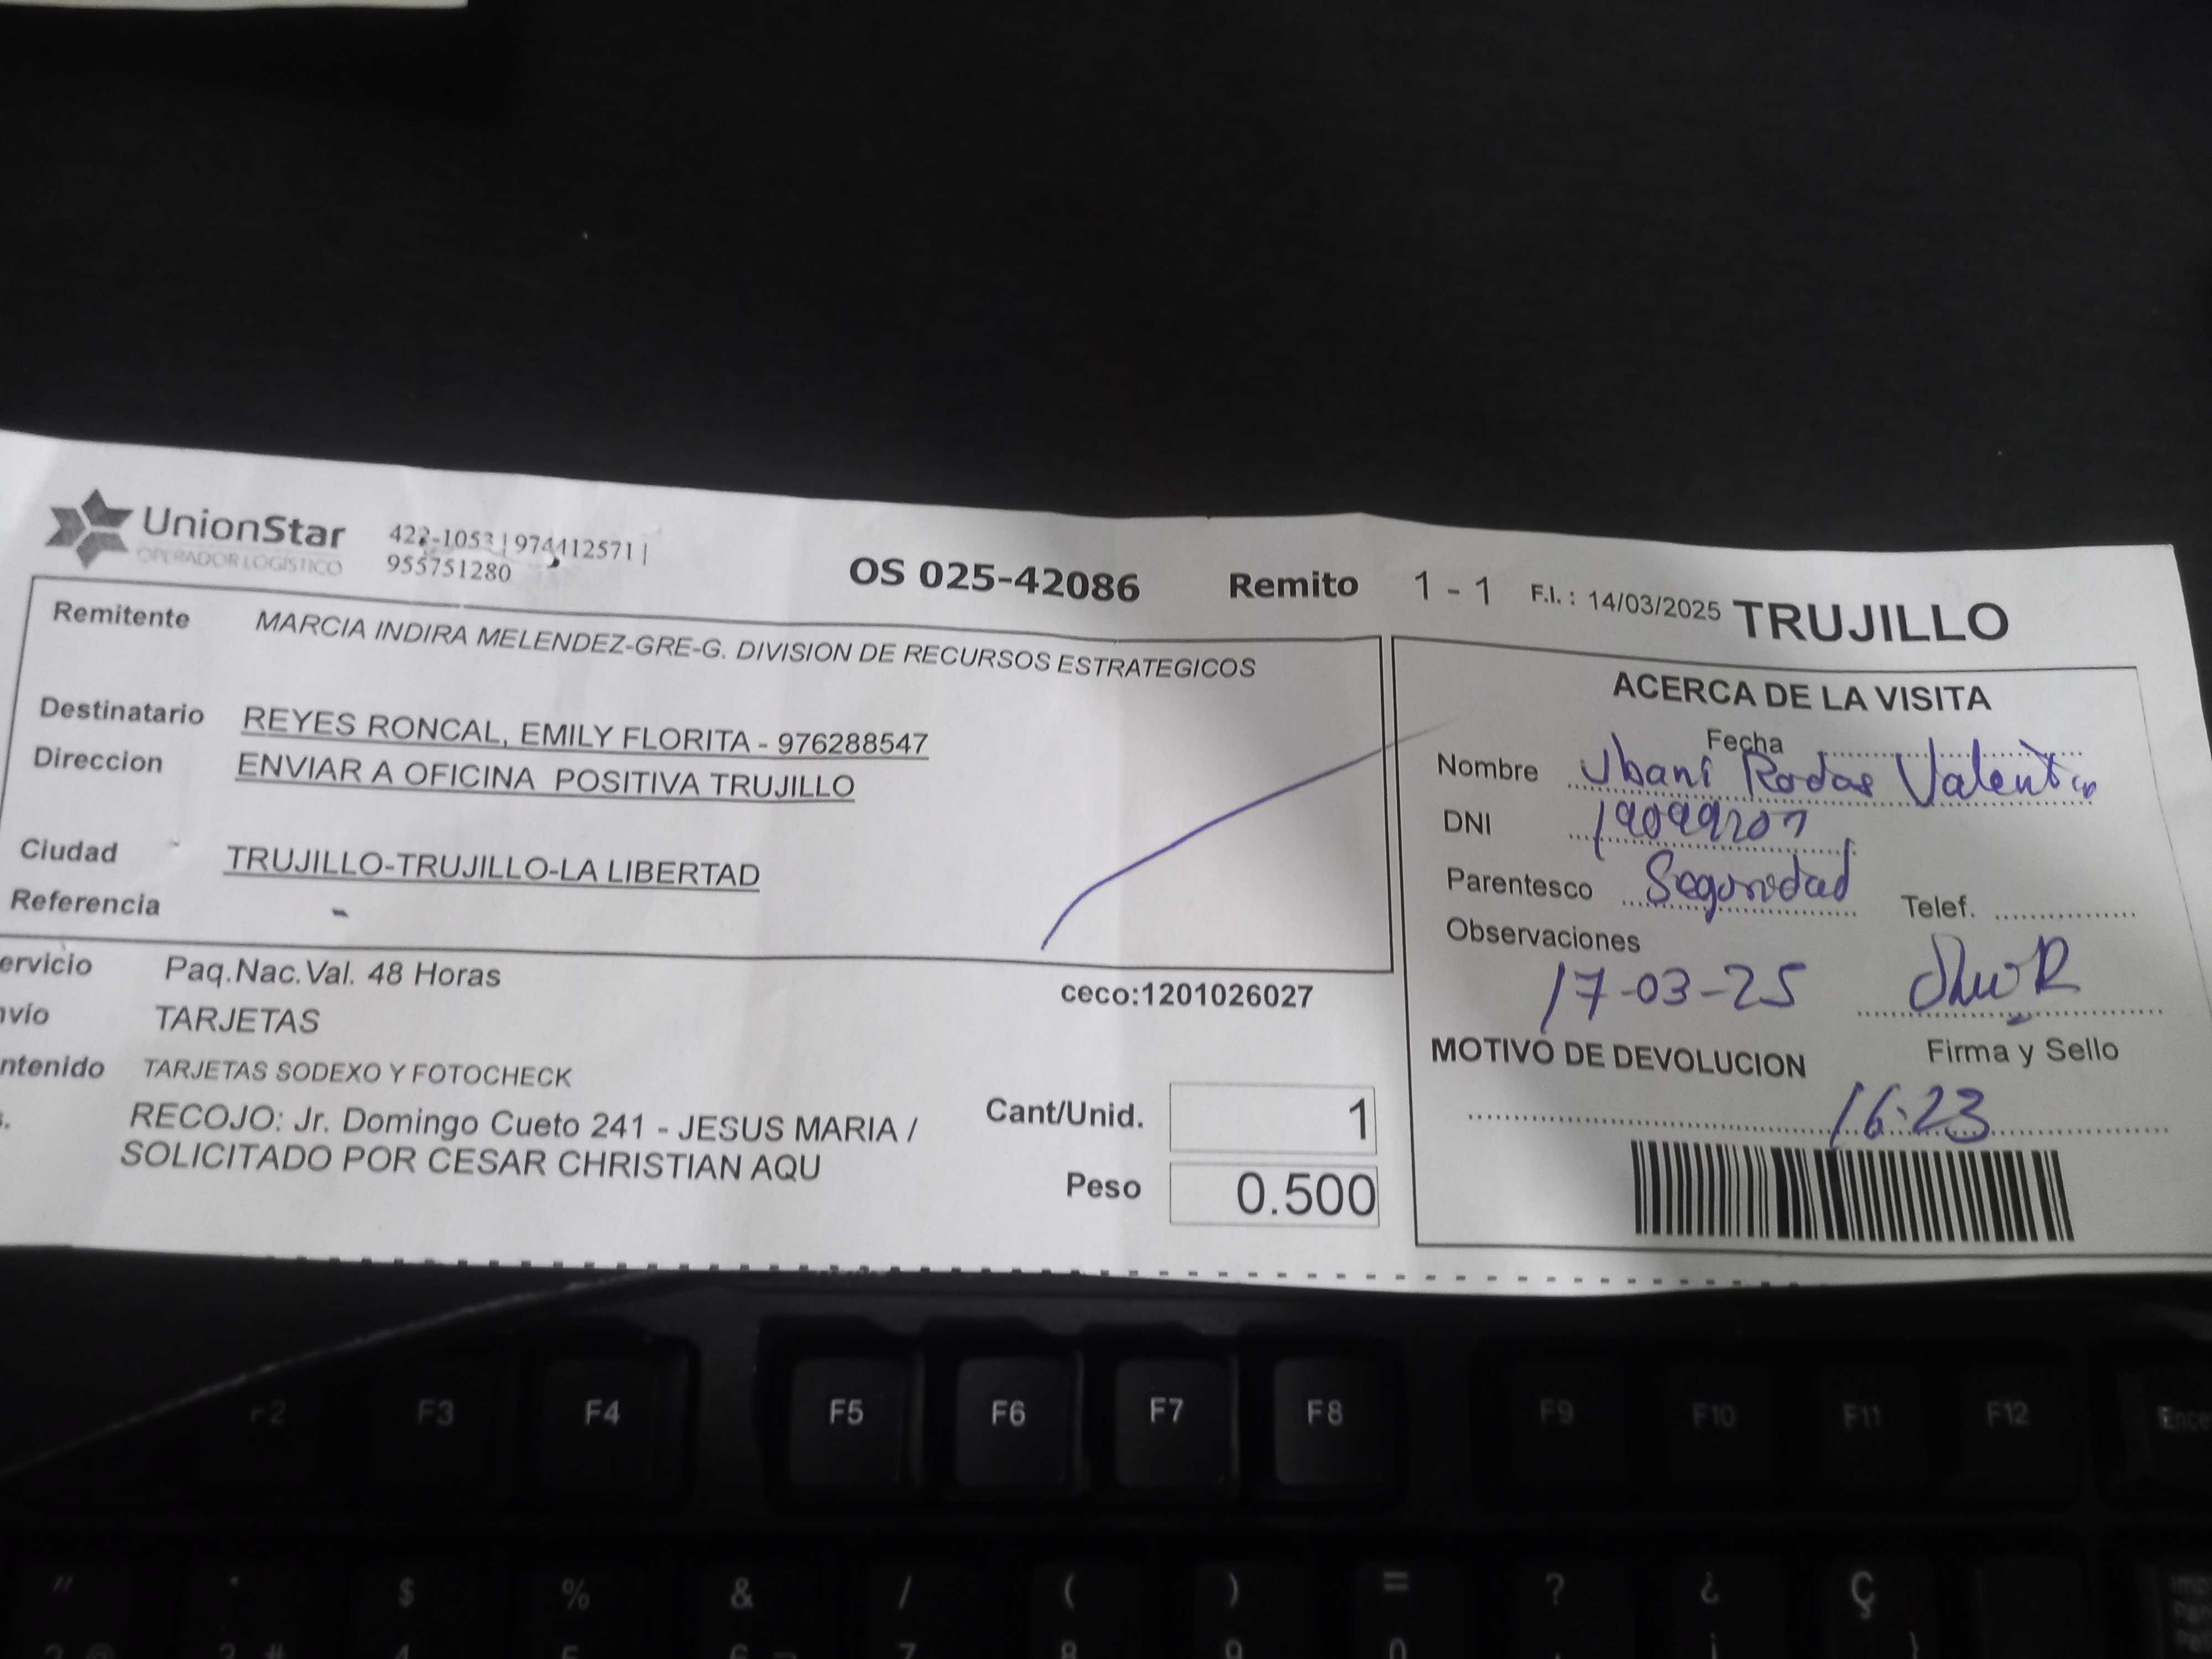 UnionStar
OPERADOR LOGÍSTICO
422-1053 | 974412571 |
955751280
OS 025-42086 Remito 1 - 1 F.I. : 14/03/2025 TRUJILLO
Remitente MARCIA INDIRA MELENDEZ-GRE-G. DIVISION DE RECURSOS ESTRATEGICOS
Destinatario REYES RONCAL, EMILY FLORITA - 976288547
Direccion ENVIAR A OFICINA POSITIVA TRUJILLO
Ciudad TRUJILLO-TRUJILLO-LA LIBERTAD
Referencia -
ervicio Paq.Nac.Val. 48 Horas
nvío TARJETAS
ntenido TARJETAS SODEXO Y FOTOCHECK
s. RECOJO: Jr. Domingo Cueto 241 - JESUS MARIA /
SOLICITADO POR CESAR CHRISTIAN AQU
ceco:1201026027
Cant/Unid. 1
Peso 0.500
ACERCA DE LA VISITA
Fecha
Nombre Rodas Valentin
DNI
Parentesco Seguridad Telef.
Observaciones
17-03-25
Firma y Sello
MOTIVO DE DEVOLUCION
16:23
F2 F3 F4 F5 F6 F7 F8 F9 F10 F11 F12
" · $ % & / ( ) = ? ¿ Ç